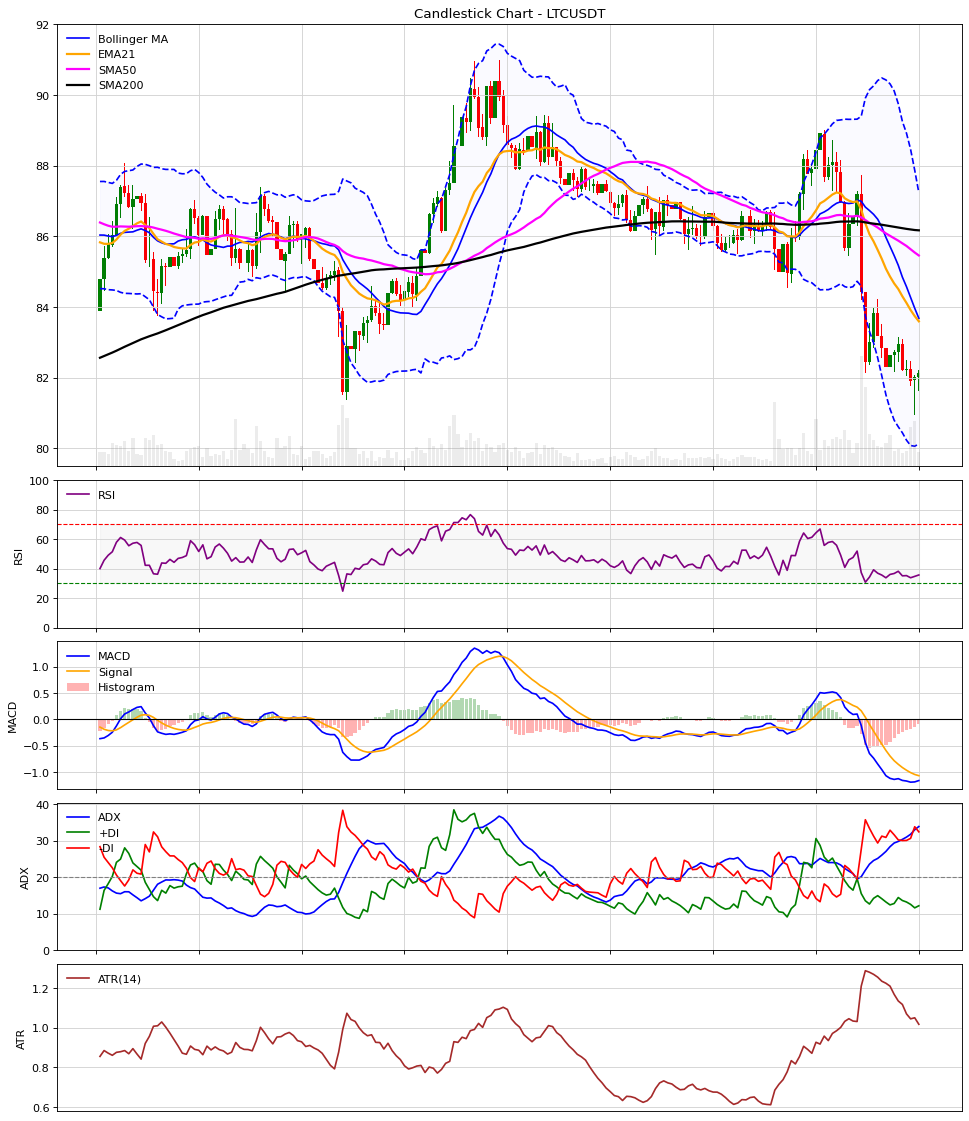 Candlestick Chart - LTCUSDT
92
90
88
86
84
82
80
Bollinger MA
EMA21
SMA50
SMA200
100
80
60
40
20
0
RSI
RSI
1.0
0.5
0.0
−0.5
−1.0
MACD
MACD
Signal
Histogram
40
30
20
10
0
ADX
ADX
+DI
-DI
1.2
1.0
0.8
0.6
ATR
ATR(14)